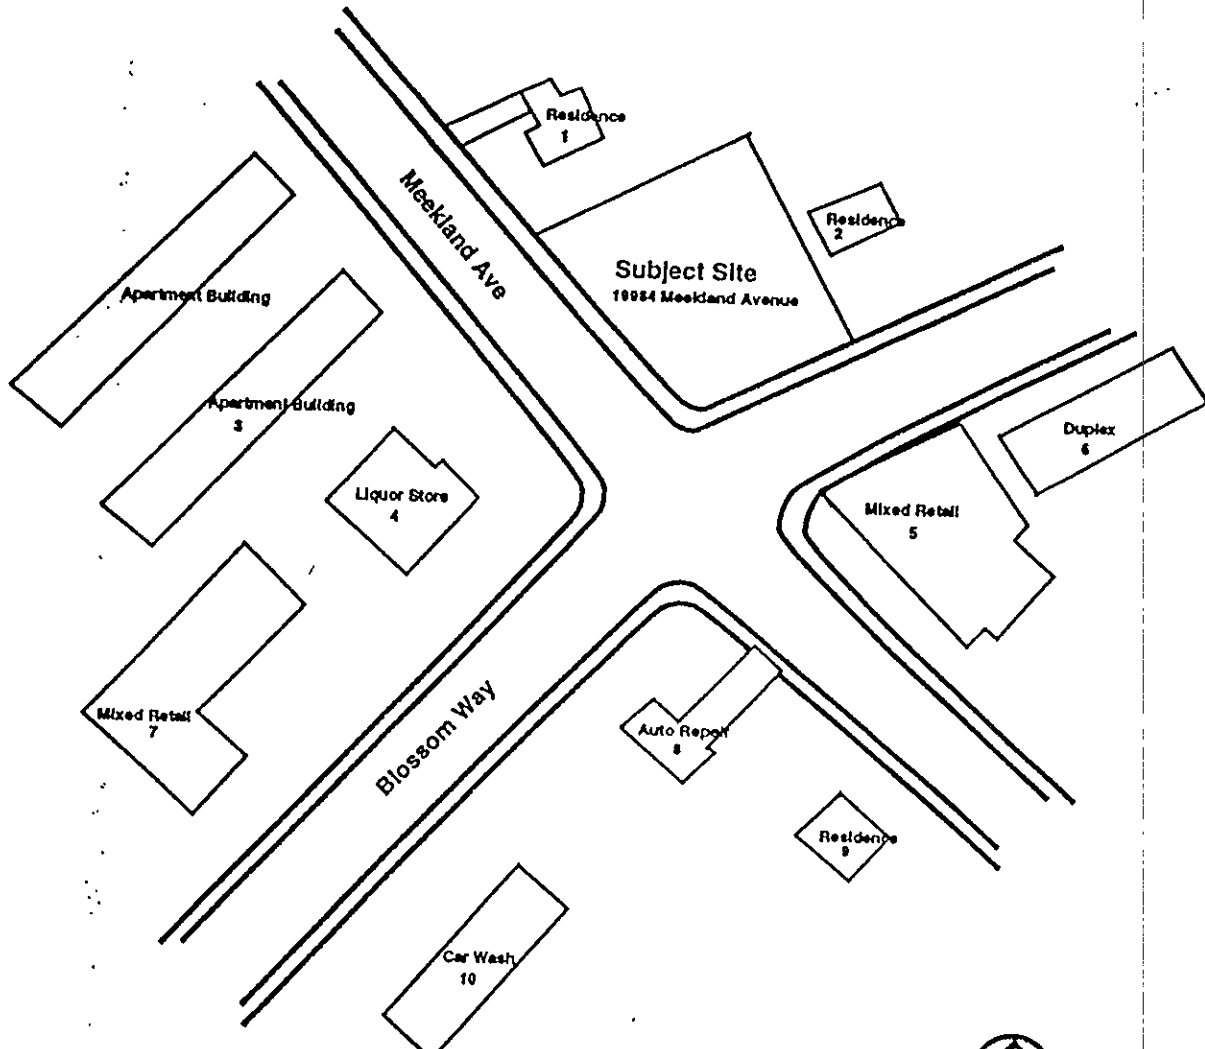 Residence
1
Meekland Ave
Residence
2
Subject Site
19984 Meekland Avenue
Apartment Building
Apartment Building
3
Duplex
6
Liquor Store
4
Mixed Retail
5
Mixed Retail
7
Blossom Way
Auto Repair
8
Residence
9
Car Wash
10